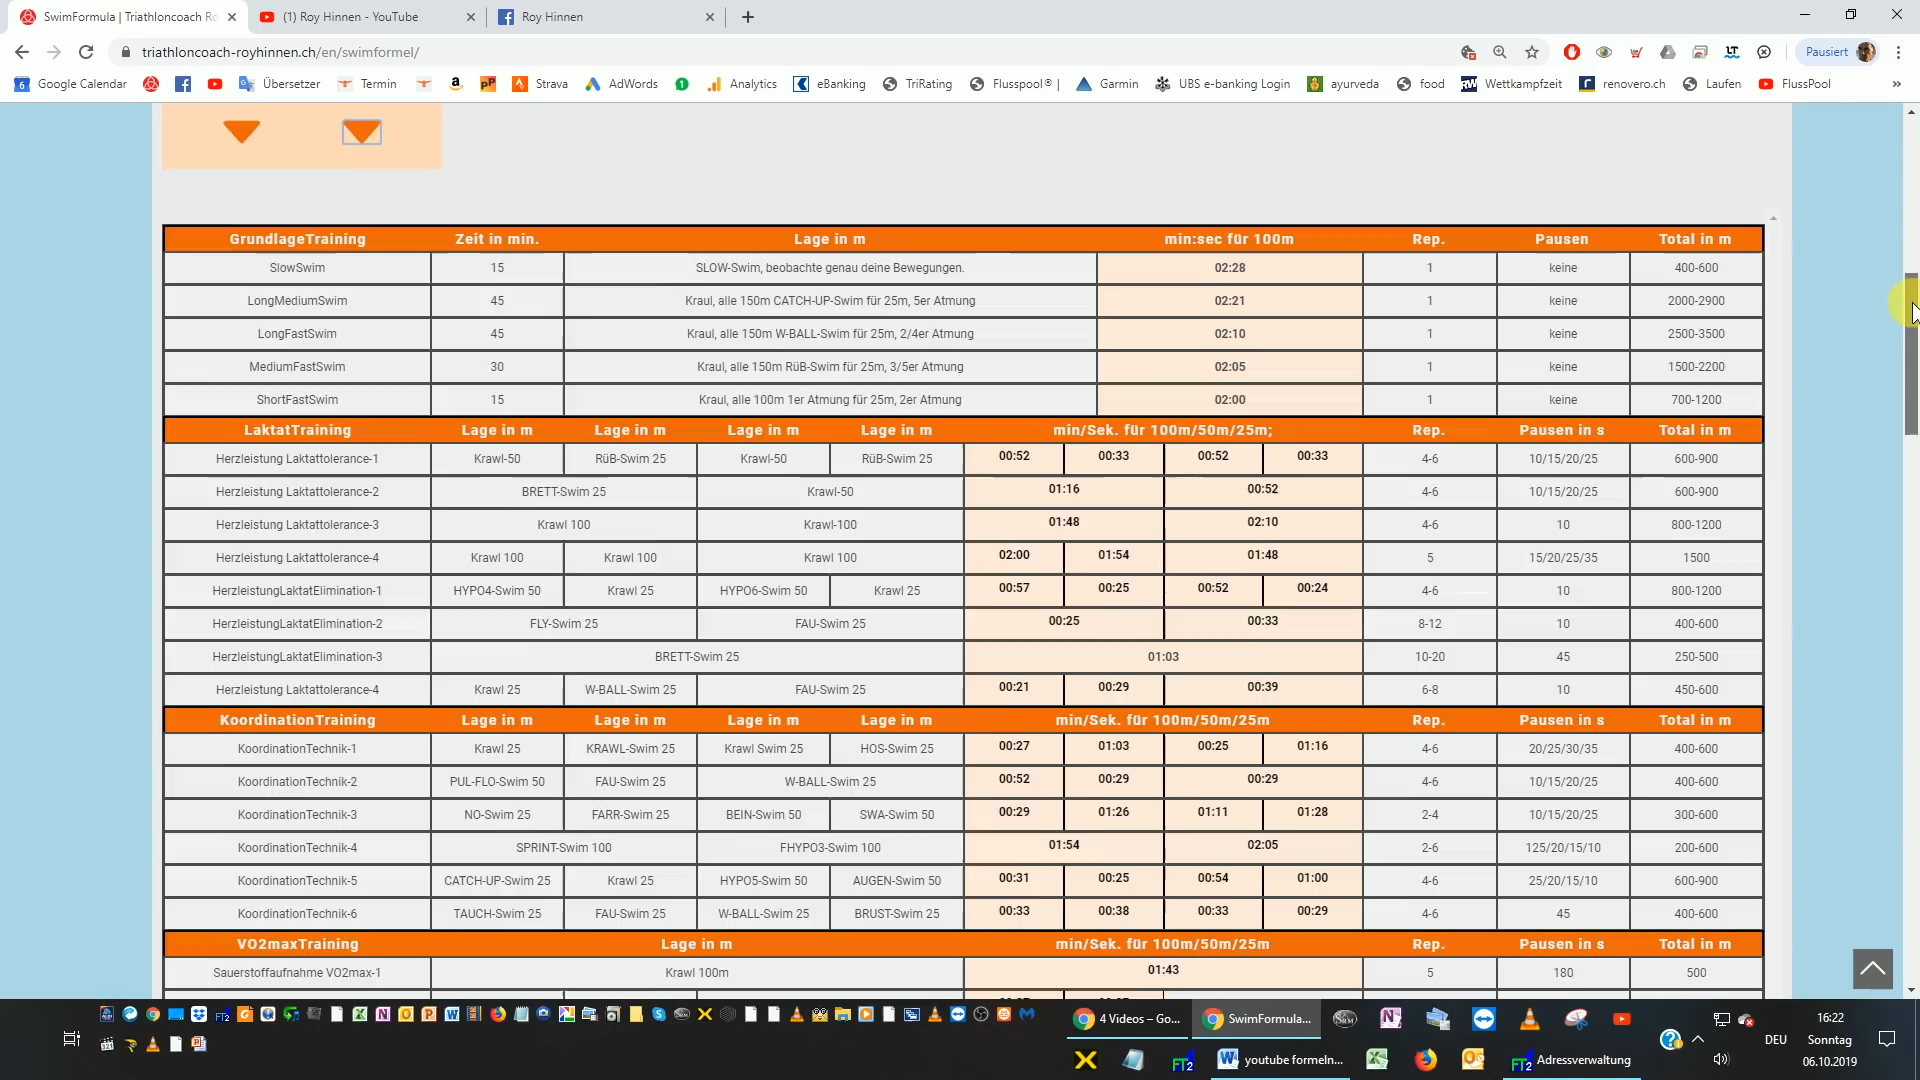 SwimFormula | Triathloncoach Ro
(1) Roy Hinnen - YouTube
Roy Hinnen
triathloncoach-royhinnen.ch/en/swimformel/
Pausiert
Google Calendar Übersetzer Termin Strava AdWords Analytics eBanking TriRating Flusspool® | Garmin UBS e-banking Login ayurveda food Wettkampfzeit renovero.ch Laufen FlussPool »
GrundlageTraining Zeit in min. Lage in m min:sec für 100m Rep. Pausen Total in m
SlowSwim 15 SLOW-Swim, beobachte genau deine Bewegungen. 02:28 1 keine 400-600
LongMediumSwim 45 Kraul, alle 150m CATCH-UP-Swim für 25m, 5er Atmung 02:21 1 keine 2000-2900
LongFastSwim 45 Kraul, alle 150m W-BALL-Swim für 25m, 2/4er Atmung 02:10 1 keine 2500-3500
MediumFastSwim 30 Kraul, alle 150m RüB-Swim für 25m, 3/5er Atmung 02:05 1 keine 1500-2200
ShortFastSwim 15 Kraul, alle 100m 1er Atmung für 25m, 2er Atmung 02:00 1 keine 700-1200
LaktatTraining Lage in m Lage in m Lage in m Lage in m min/Sek. für 100m/50m/25m; Rep. Pausen in s Total in m
Herzleistung Laktattolerance-1 Krawl-50 RüB-Swim 25 Krawl-50 RüB-Swim 25 00:52 00:33 00:52 00:33 4-6 10/15/20/25 600-900
Herzleistung Laktattolerance-2 BRETT-Swim 25 Krawl-50 01:16 00:52 4-6 10/15/20/25 600-900
Herzleistung Laktattolerance-3 Krawl 100 Krawl-100 01:48 02:10 4-6 10 800-1200
Herzleistung Laktattolerance-4 Krawl 100 Krawl 100 Krawl 100 02:00 01:54 01:48 5 15/20/25/35 1500
HerzleistungLaktatElimination-1 HYPO4-Swim 50 Krawl 25 HYPO6-Swim 50 Krawl 25 00:57 00:25 00:52 00:24 4-6 10 800-1200
HerzleistungLaktatElimination-2 FLY-Swim 25 FAU-Swim 25 00:25 00:33 8-12 10 400-600
HerzleistungLaktatElimination-3 BRETT-Swim 25 01:03 10-20 45 250-500
Herzleistung Laktattolerance-4 Krawl 25 W-BALL-Swim 25 FAU-Swim 25 00:21 00:29 00:39 6-8 10 450-600
KoordinationTraining Lage in m Lage in m Lage in m Lage in m min/Sek. für 100m/50m/25m Rep. Pausen in s Total in m
KoordinationTechnik-1 Krawl 25 KRAWL-Swim 25 Krawl Swim 25 HOS-Swim 25 00:27 01:03 00:25 01:16 4-6 20/25/30/35 400-600
KoordinationTechnik-2 PUL-FLO-Swim 50 FAU-Swim 25 W-BALL-Swim 25 00:52 00:29 00:29 4-6 10/15/20/25 400-600
KoordinationTechnik-3 NO-Swim 25 FARR-Swim 25 BEIN-Swim 50 SWA-Swim 50 00:29 01:26 01:11 01:28 2-4 10/15/20/25 300-600
KoordinationTechnik-4 SPRINT-Swim 100 FHYPO3-Swim 100 01:54 02:05 2-6 125/20/15/10 200-600
KoordinationTechnik-5 CATCH-UP-Swim 25 Krawl 25 HYPO5-Swim 50 AUGEN-Swim 50 00:31 00:25 00:54 01:00 4-6 25/20/15/10 600-900
KoordinationTechnik-6 TAUCH-Swim 25 FAU-Swim 25 W-BALL-Swim 25 BRUST-Swim 25 00:33 00:38 00:33 00:29 4-6 45 400-600
VO2maxTraining Lage in m min/Sek. für 100m/50m/25m Rep. Pausen in s Total in m
Sauerstoffaufnahme VO2max-1 Krawl 100m 01:43 5 180 500
4 Videos – Go... SwimFormula... 16:22
DEU Sonntag
youtube formeln... Adressverwaltung 06.10.2019